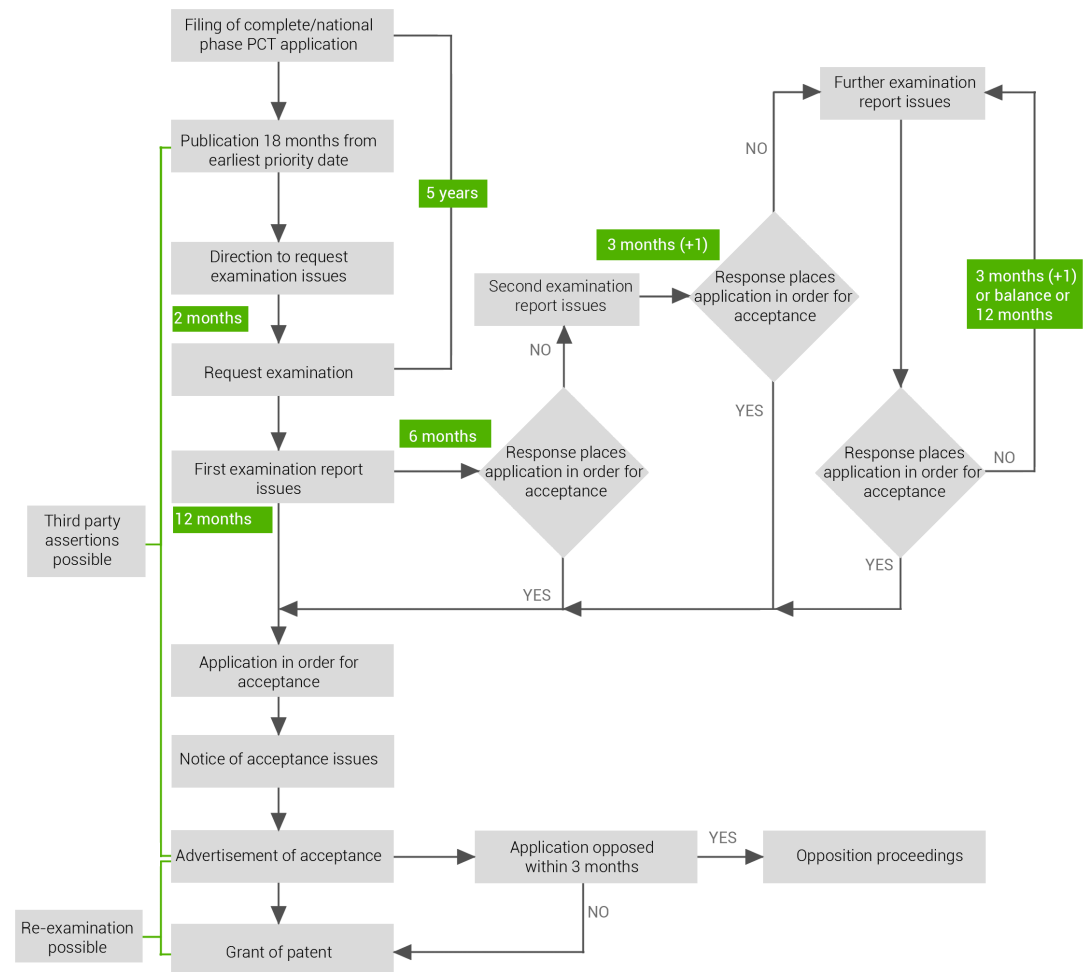 Filing of complete/national
phase PCT application
Publication 18 months from
earliest priority date
5 years
Direction to request
examination issues
2 months
Request examination
First examination report
issues
12 months
6 months
Response places
application in order for
acceptance
NO
YES
Second examination
report issues
3 months (+1)
Response places
application in order for
acceptance
NO
YES
Further examination
report issues
3 months (+1)
or balance or
12 months
Response places
application in order for
acceptance
NO
YES
Third party
assertions
possible
Application in order for
acceptance
Notice of acceptance issues
Advertisement of acceptance
Application opposed
within 3 months
YES
Opposition proceedings
NO
Re-examination
possible
Grant of patent